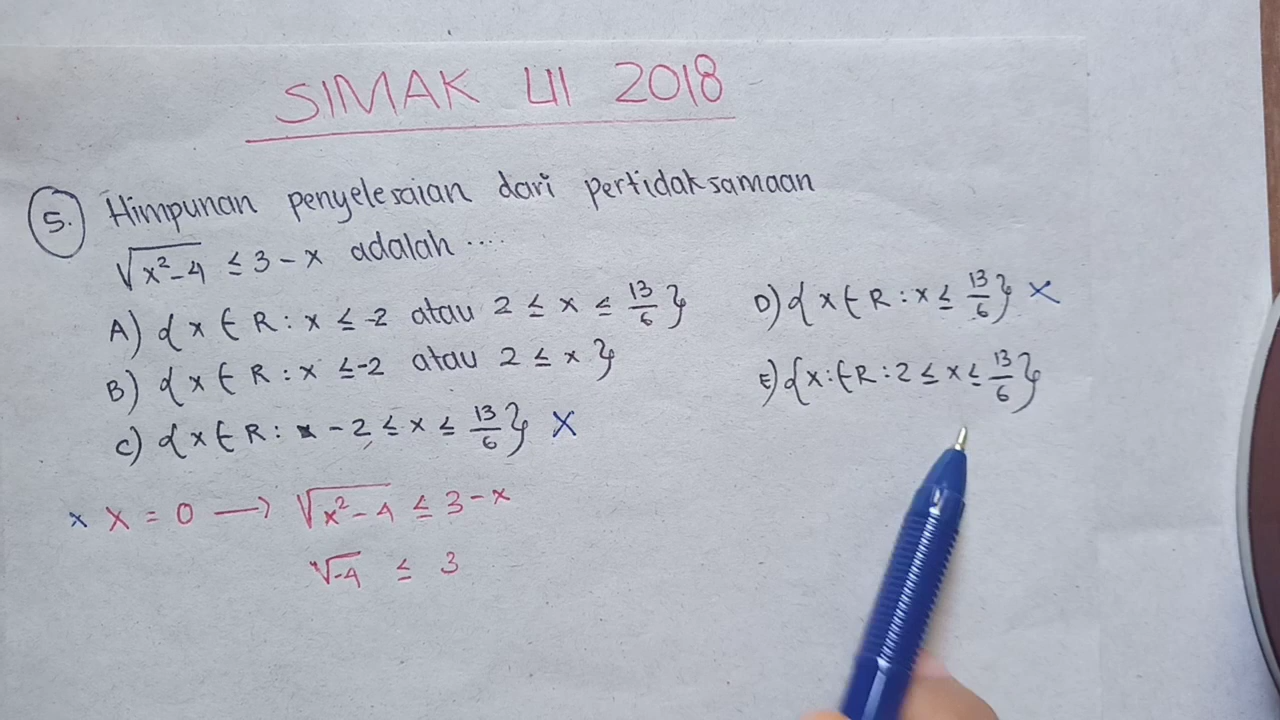 SIMAK UI 2018
5. Himpunan penyelesaian dari pertidaksamaan
√x²-4 ≤ 3 - x adalah ....
A) {x ∈ R : x ≤ -2 atau 2 ≤ x ≤ 13/6}
B) {x ∈ R : x ≤ -2 atau 2 ≤ x}
C) {x ∈ R : -2 ≤ x ≤ 13/6} X
D) {x ∈ R : x ≤ 13/6} X
E) {x : ∈ R : 2 ≤ x ≤ 13/6}
x X = 0 → √x²-4 ≤ 3-x
√-4 ≤ 3